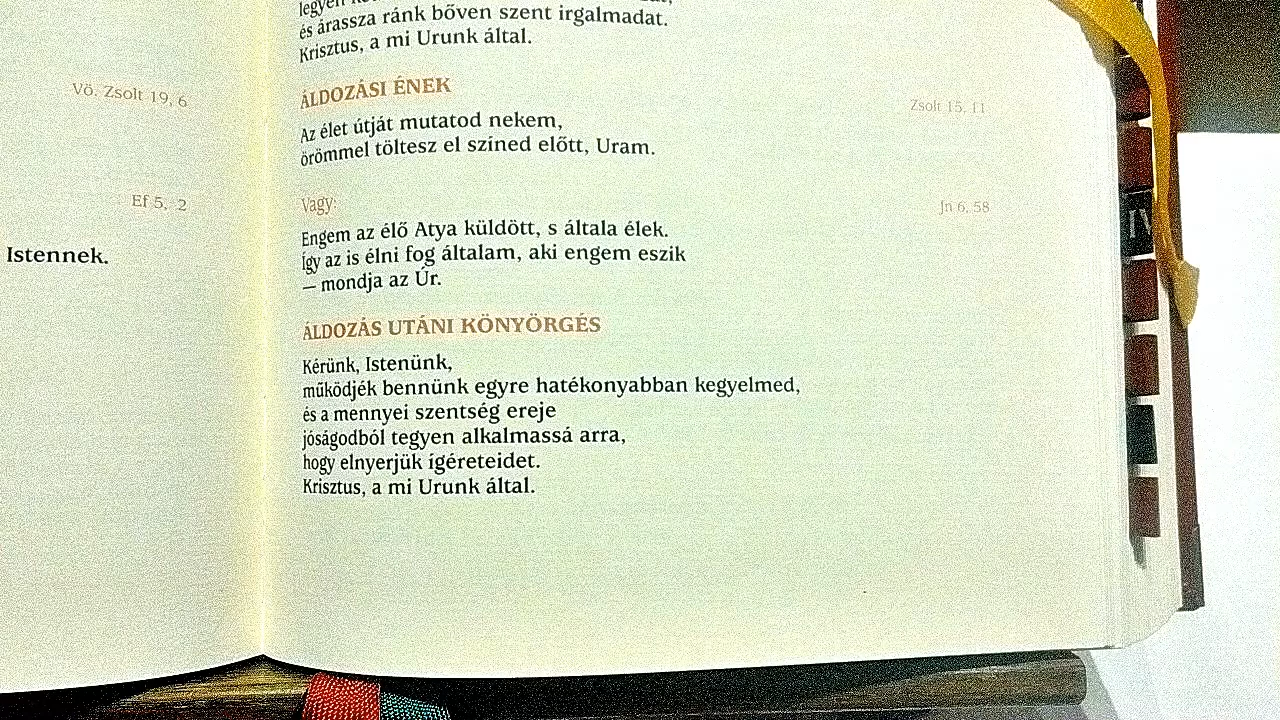 Vö. Zsolt 19, 6
Ef 5, 2
Istennek.
legyen
és árassza ránk bőven szent irgalmadat.
Krisztus, a mi Urunk által.
ÁLDOZÁSI ÉNEK
Zsolt 15, 11
Az élet útját mutatod nekem,
örömmel töltesz el színed előtt, Uram.
Vagy:
Jn 6, 58
Engem az élő Atya küldött, s általa élek.
Így az is élni fog általam, aki engem eszik
– mondja az Úr.
ÁLDOZÁS UTÁNI KÖNYÖRGÉS
Kérünk, Istenünk,
működjék bennünk egyre hatékonyabban kegyelmed,
és a mennyei szentség ereje
jóságodból tegyen alkalmassá arra,
hogy elnyerjük ígéreteidet.
Krisztus, a mi Urunk által.
IV